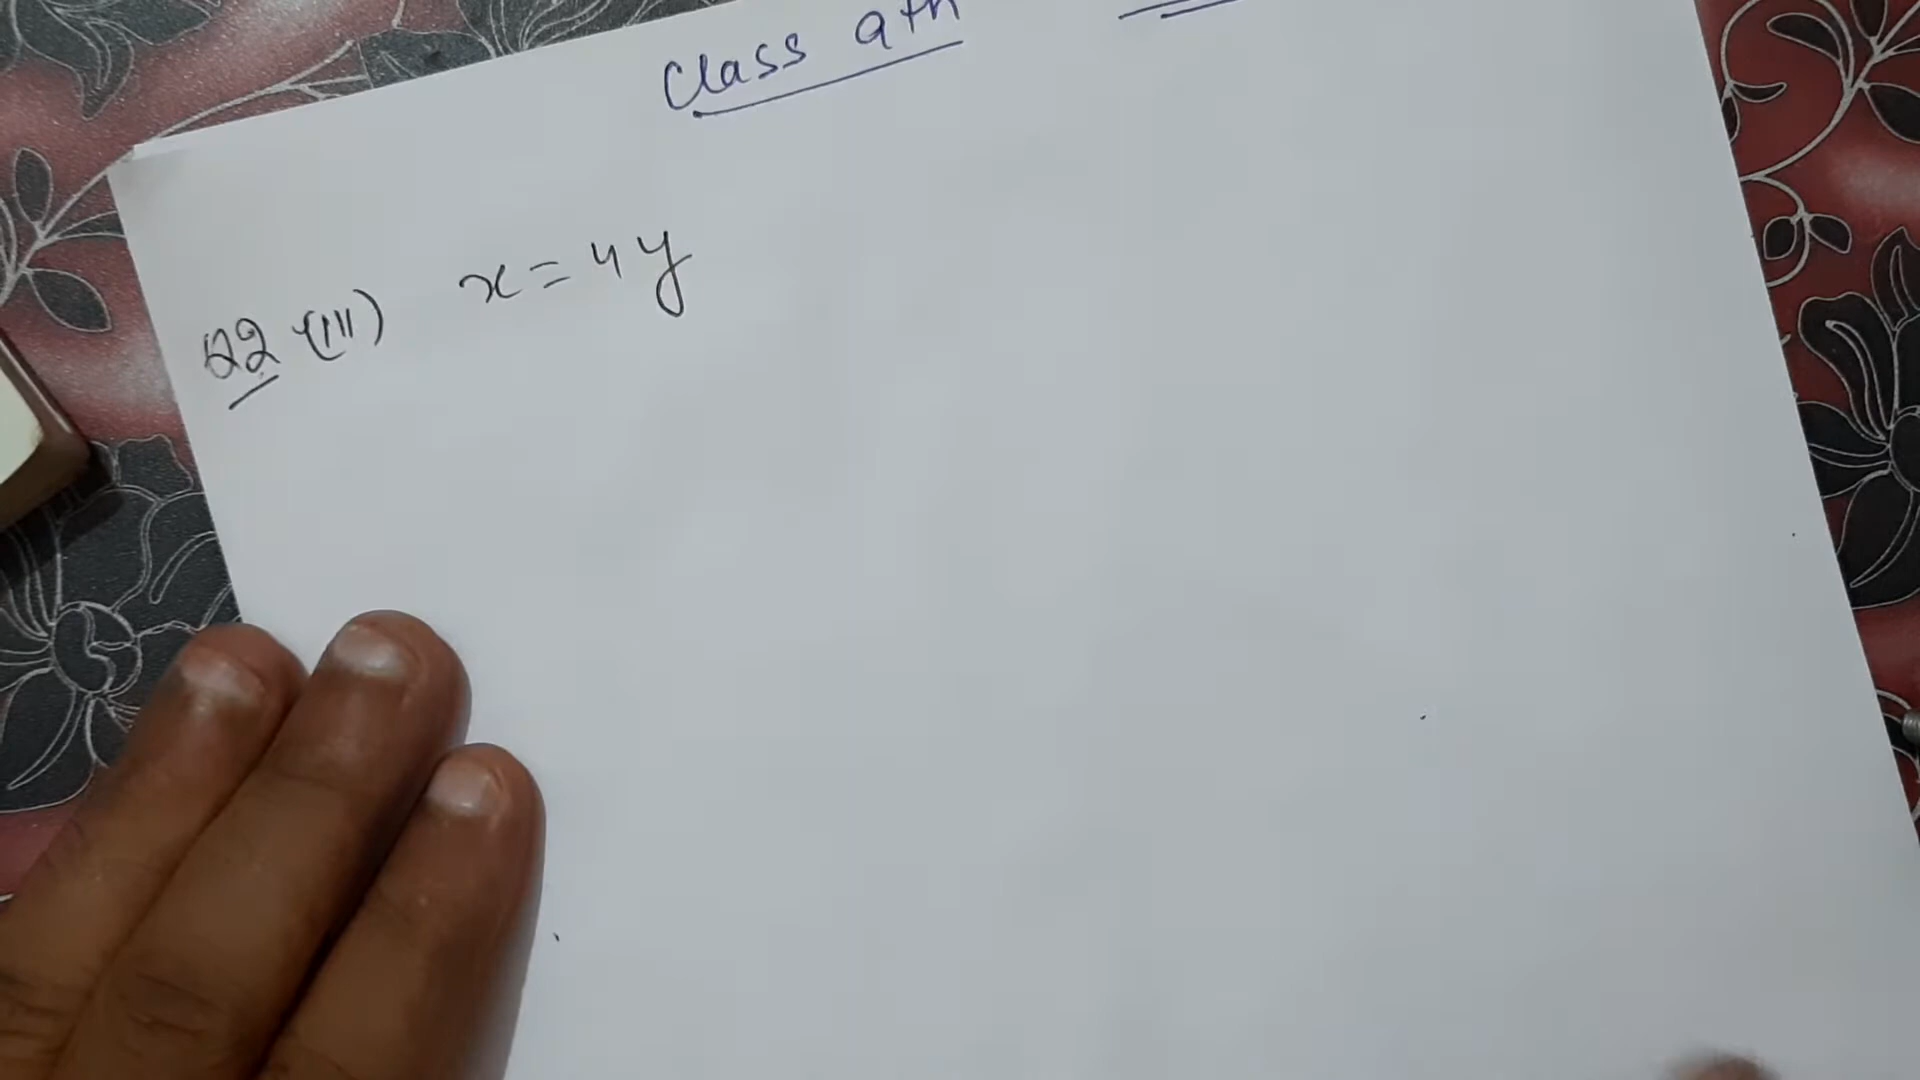 Class 9th
Q2 (III) x = 4y